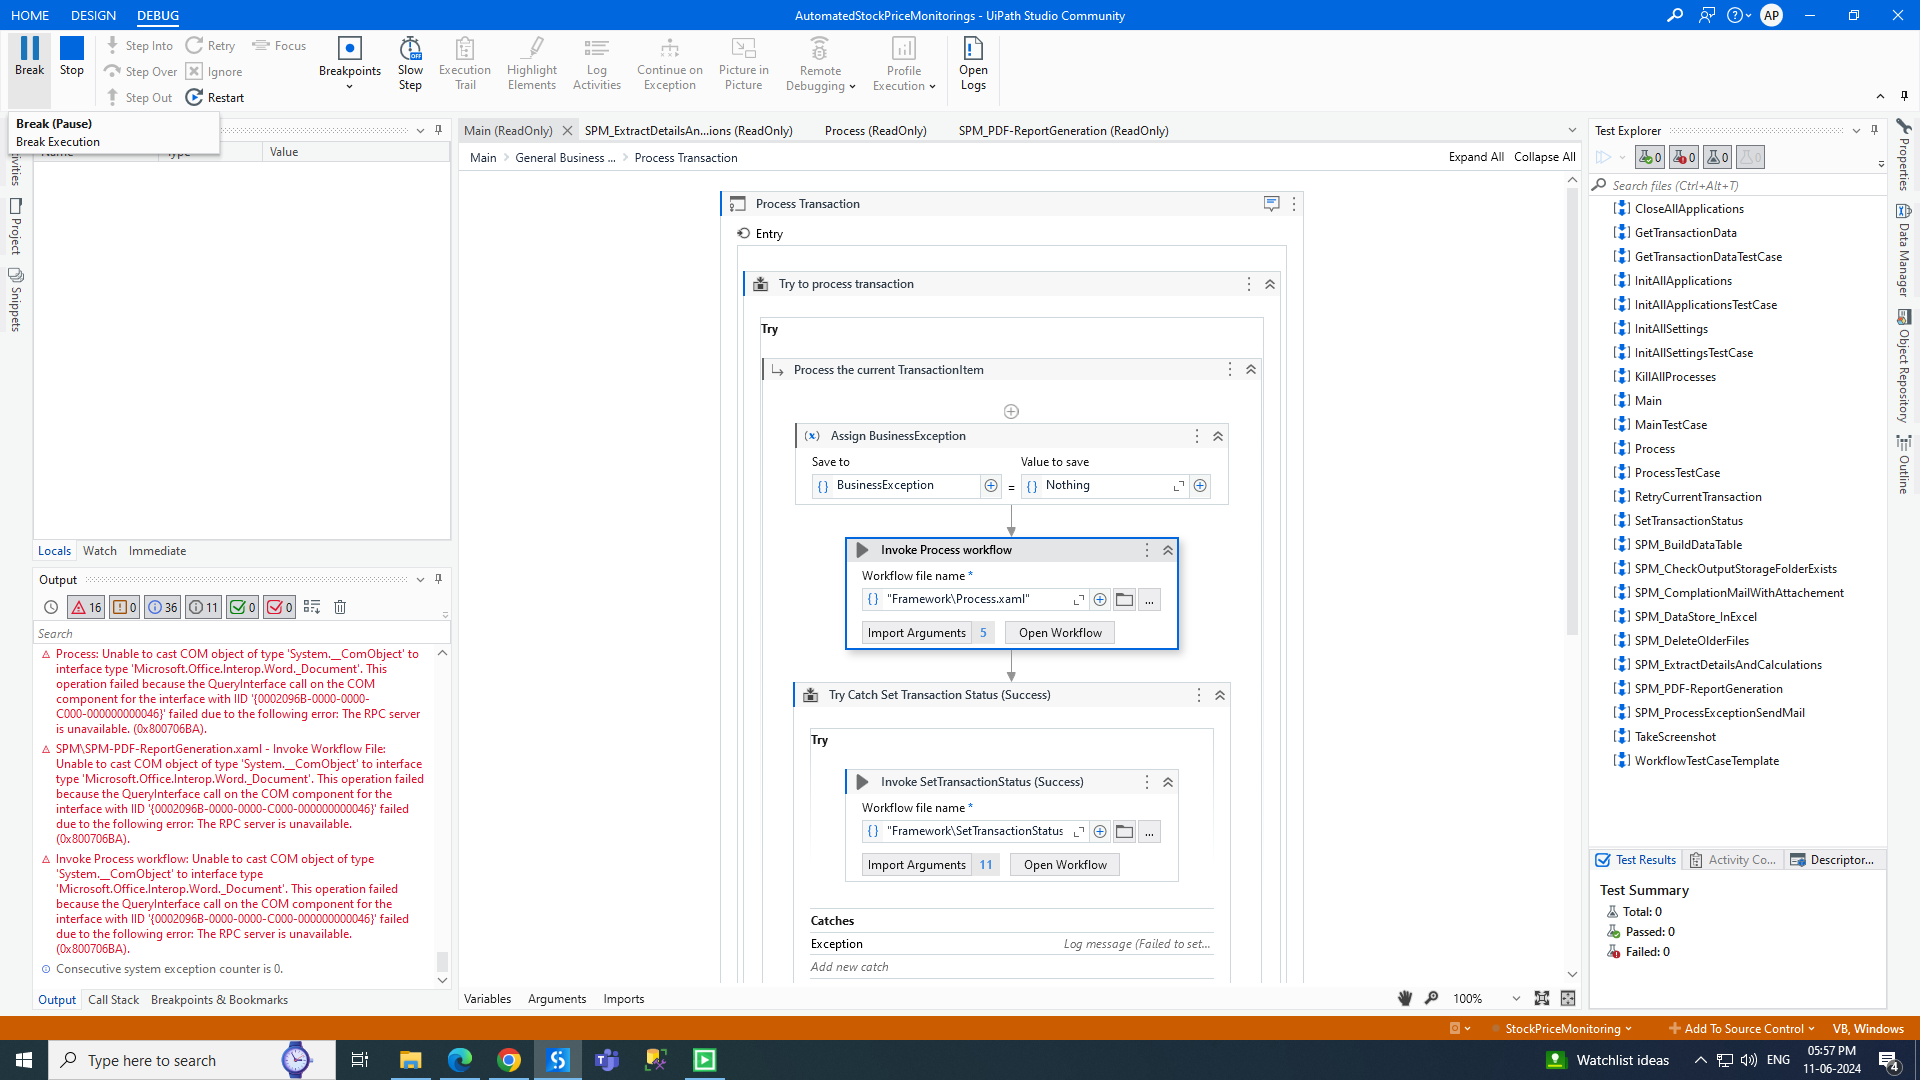 HOME DESIGN DEBUG
AutomatedStockPriceMonitorings - UiPath Studio Community
AP
Break
Stop
Step Into
Step Over
Step Out
Retry
Ignore
Restart
Focus
Breakpoints
Slow
Step
OFF
Execution
Trail
Highlight
Elements
Log
Activities
Continue on
Exception
Picture in
Picture
Remote
Debugging
Profile
Execution
Open
Logs
Break (Pause)
Break Execution
Value
Project
Snippets
Locals Watch Immediate
Output
16 0 36 11 0 0
Search
Process: Unable to cast COM object of type 'System.__ComObject' to
interface type 'Microsoft.Office.Interop.Word._Document'. This
operation failed because the QueryInterface call on the COM
component for the interface with IID '{0002096B-0000-0000-
C000-000000000046}' failed due to the following error: The RPC server
is unavailable. (0x800706BA).
SPM\SPM-PDF-ReportGeneration.xaml - Invoke Workflow File:
Unable to cast COM object of type 'System.__ComObject' to interface
type 'Microsoft.Office.Interop.Word._Document'. This operation failed
because the QueryInterface call on the COM component for the
interface with IID '{0002096B-0000-0000-C000-000000000046}' failed
due to the following error: The RPC server is unavailable.
(0x800706BA).
Invoke Process workflow: Unable to cast COM object of type
'System.__ComObject' to interface type
'Microsoft.Office.Interop.Word._Document'. This operation failed
because the QueryInterface call on the COM component for the
interface with IID '{0002096B-0000-0000-C000-000000000046}' failed
due to the following error: The RPC server is unavailable.
(0x800706BA).
Consecutive system exception counter is 0.
Output Call Stack Breakpoints & Bookmarks
Main (ReadOnly) SPM_ExtractDetailsAn...ions (ReadOnly) Process (ReadOnly) SPM_PDF-ReportGeneration (ReadOnly)
Main > General Business ... > Process Transaction
Expand All Collapse All
Process Transaction
Entry
Try to process transaction
Try
Process the current TransactionItem
(x) Assign BusinessException
Save to
Value to save
{} BusinessException = {} Nothing
Invoke Process workflow
Workflow file name *
{} "Framework\Process.xaml" ...
Import Arguments 5 Open Workflow
Try Catch Set Transaction Status (Success)
Try
Invoke SetTransactionStatus (Success)
Workflow file name *
{} "Framework\SetTransactionStatus ...
Import Arguments 11 Open Workflow
Catches
Exception Log message (Failed to set...
Add new catch
Variables Arguments Imports
100%
Test Explorer
0 0 0 0
Search files (Ctrl+Alt+T)
CloseAllApplications
GetTransactionData
GetTransactionDataTestCase
InitAllApplications
InitAllApplicationsTestCase
InitAllSettings
InitAllSettingsTestCase
KillAllProcesses
Main
MainTestCase
Process
ProcessTestCase
RetryCurrentTransaction
SetTransactionStatus
SPM_BuildDataTable
SPM_CheckOutputStorageFolderExists
SPM_ComplationMailWithAttachement
SPM_DataStore_InExcel
SPM_DeleteOlderFiles
SPM_ExtractDetailsAndCalculations
SPM_PDF-ReportGeneration
SPM_ProcessExceptionSendMail
TakeScreenshot
WorkflowTestCaseTemplate
Test Results Activity Co... Descriptor...
Test Summary
Total: 0
Passed: 0
Failed: 0
Properties
Data Manager
Object Repository
Outline
StockPriceMonitoring
Add To Source Control
VB, Windows
Type here to search
Watchlist ideas
ENG
05:57 PM
11-06-2024
4